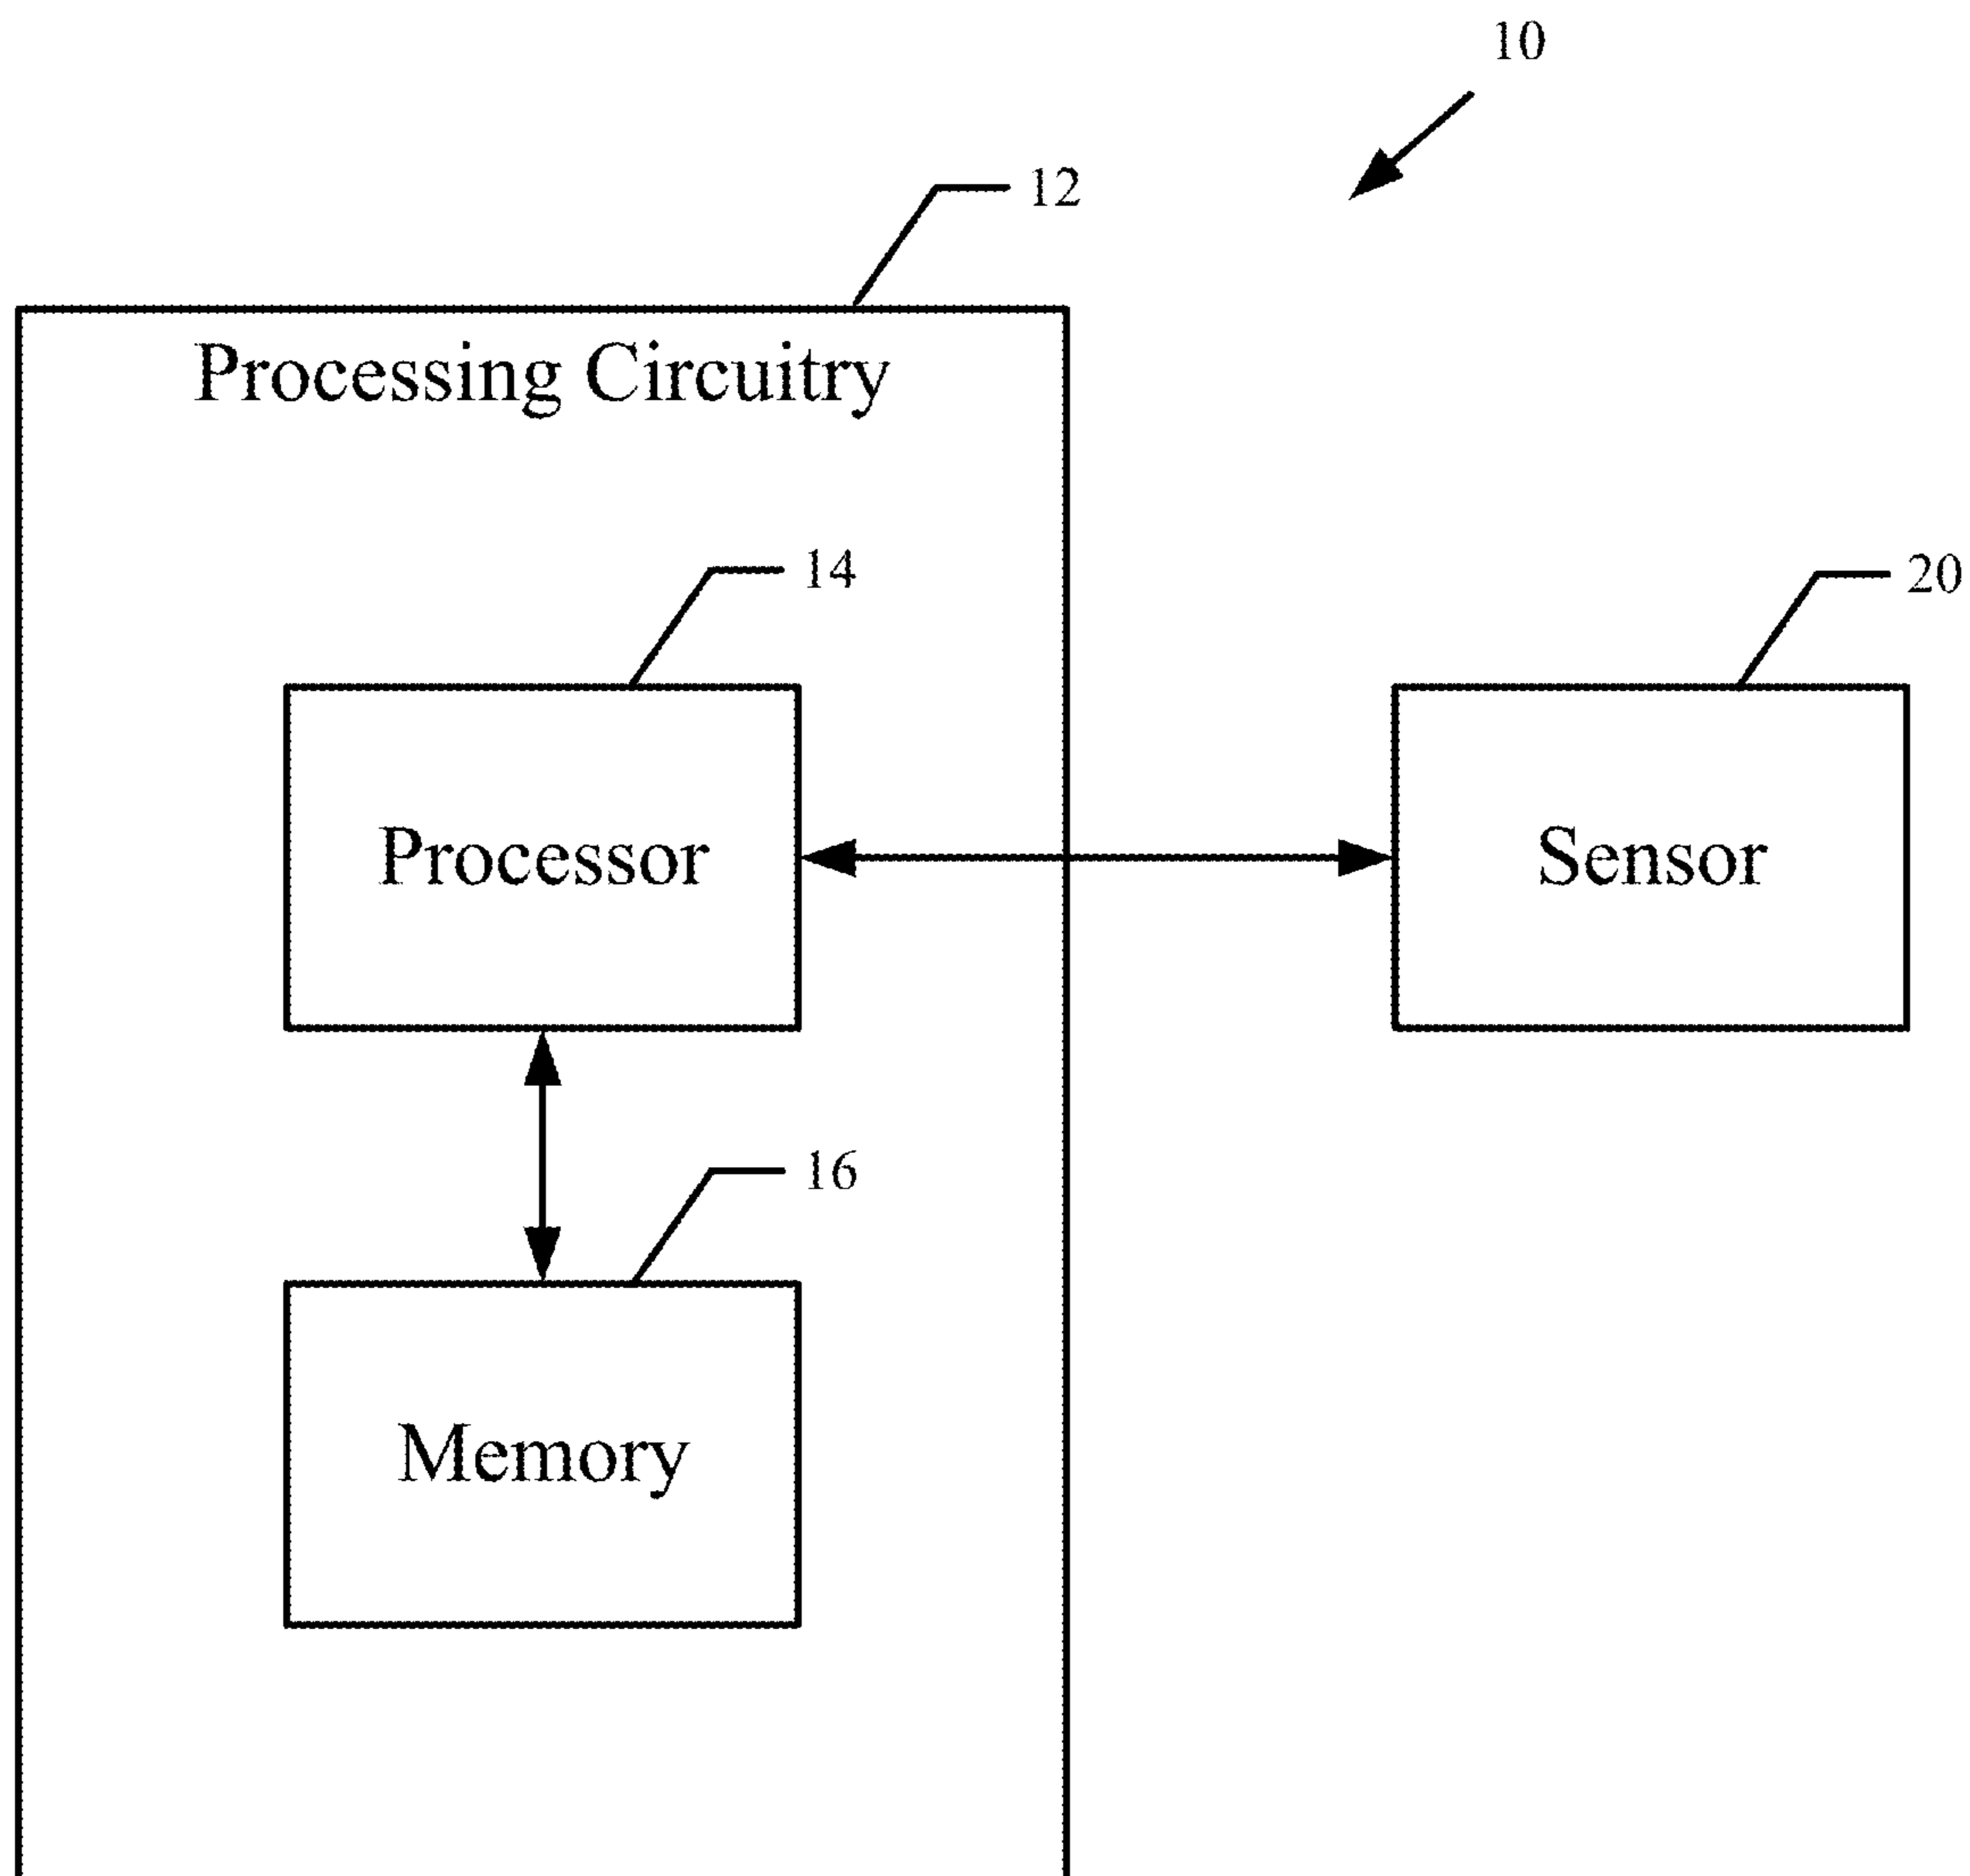 10
12
Processing Circuitry
14
20
Processor
Sensor
16
Memory